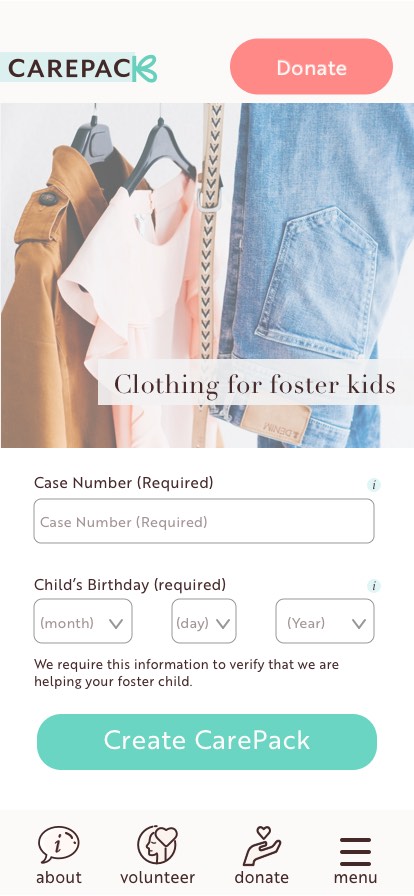 CAREPACK
Donate
Clothing for foster kids
Case Number (Required)
i
Case Number (Required)
Child's Birthday (required)
i
(month)
(day)
(Year)
We require this information to verify that we are
helping your foster child.
Create CarePack
i
about
volunteer
donate
menu